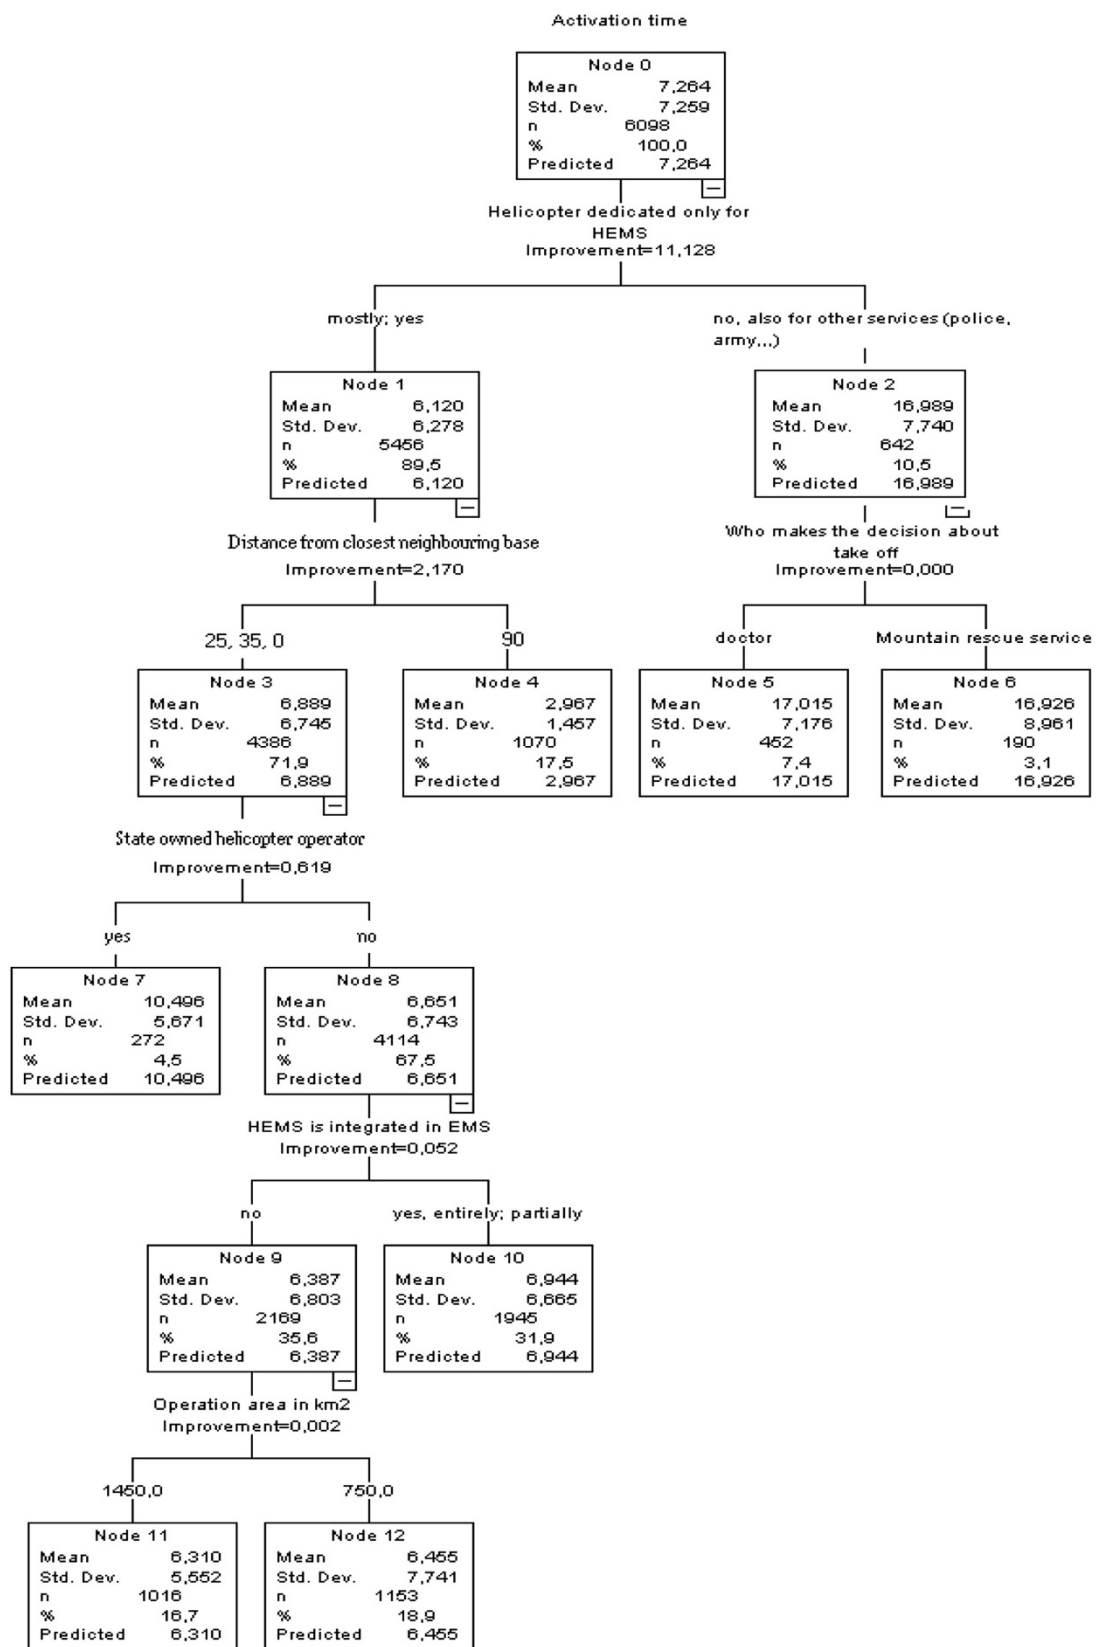 Activation time
Node 0
Mean 7,264
Std. Dev. 7,259
n 6098
% 100,0
Predicted 7,264
Helicopter dedicated only for
HEMS
Improvement=11,128
mostly; yes
no, also for other services (police,
army,..)
Node 1
Mean 6,120
Std. Dev. 6,278
n 5456
% 89,5
Predicted 6,120
Node 2
Mean 16,989
Std. Dev. 7,740
n 642
% 10,5
Predicted 16,989
Distance from closest neighbouring base
Improvement=2,170
Who makes the decision about
take off
Improvement=0,000
25, 35, 0
90
doctor
Mountain rescue service
Node 3
Mean 6,889
Std. Dev. 6,745
n 4386
% 71,9
Predicted 6,889
Node 4
Mean 2,967
Std. Dev. 1,457
n 1070
% 17,5
Predicted 2,967
Node 5
Mean 17,015
Std. Dev. 7,176
n 452
% 7,4
Predicted 17,015
Node 6
Mean 16,926
Std. Dev. 8,961
n 190
% 3,1
Predicted 16,926
State owned helicopter operator
Improvement=0,619
yes
no
Node 7
Mean 10,496
Std. Dev. 5,671
n 272
% 4,5
Predicted 10,496
Node 8
Mean 6,651
Std. Dev. 6,743
n 4114
% 67,5
Predicted 6,651
HEMS is integrated in EMS
Improvement=0,052
no
yes, entirely; partially
Node 9
Mean 6,387
Std. Dev. 6,803
n 2169
% 35,6
Predicted 6,387
Node 10
Mean 6,944
Std. Dev. 6,665
n 1945
% 31,9
Predicted 6,944
Operation area in km2
Improvement=0,002
1450,0
750,0
Node 11
Mean 6,310
Std. Dev. 5,552
n 1016
% 16,7
Predicted 6,310
Node 12
Mean 6,455
Std. Dev. 7,741
n 1153
% 18,9
Predicted 6,455